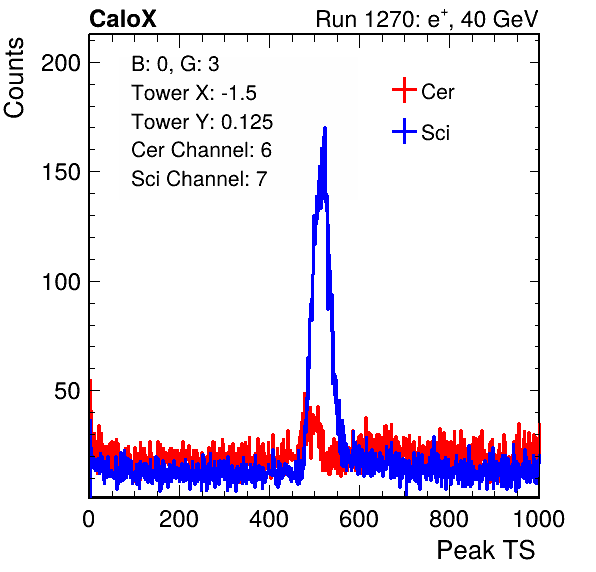 CaloX
Run 1270: e⁺, 40 GeV
Counts
B: 0, G: 3
Tower X: -1.5
Tower Y: 0.125
Cer Channel: 6
Sci Channel: 7
Cer
Sci
200
150
100
50
0 200 400 600 800 1000
Peak TS